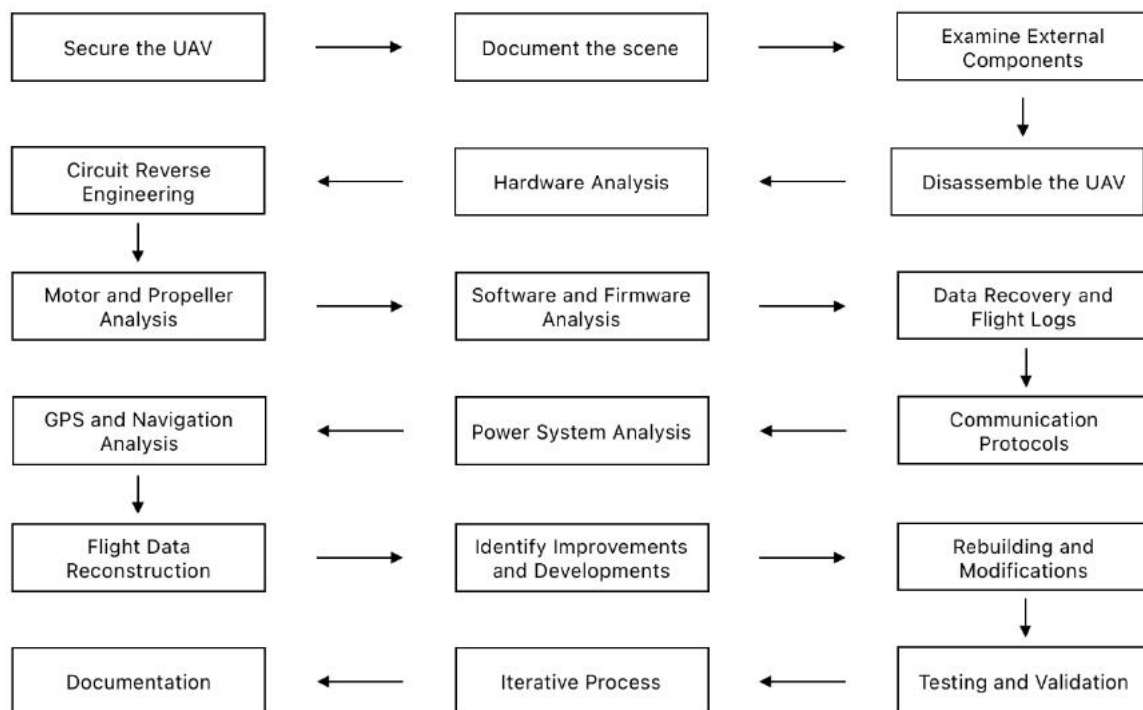 Secure the UAV
Document the scene
Examine External
Components
Disassemble the UAV
Hardware Analysis
Circuit Reverse
Engineering
Motor and Propeller
Analysis
Software and Firmware
Analysis
Data Recovery and
Flight Logs
Communication
Protocols
Power System Analysis
GPS and Navigation
Analysis
Flight Data
Reconstruction
Identify Improvements
and Developments
Rebuilding and
Modifications
Testing and Validation
Iterative Process
Documentation